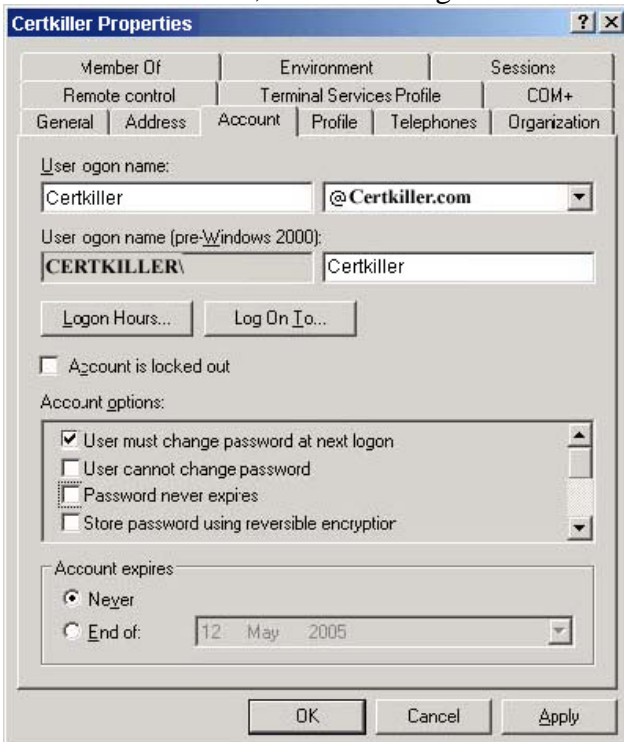 Certkiller Properties
Member Of Environment Sessions
Remote control Terminal Services Profile COM+
General Address Account Profile Telephones Organization
User ogon name:
Certkiller @Certkiller.com
User ogon name (pre-Windows 2000):
CERTKILLER\ Certkiller
Logon Hours... Log On To...
Account is locked out
Account options:
User must change password at next logon
User cannot change password
Password never expires
Store password using reversible encryption
Account expires
Never
End of: 12 May 2005
OK Cancel Apply